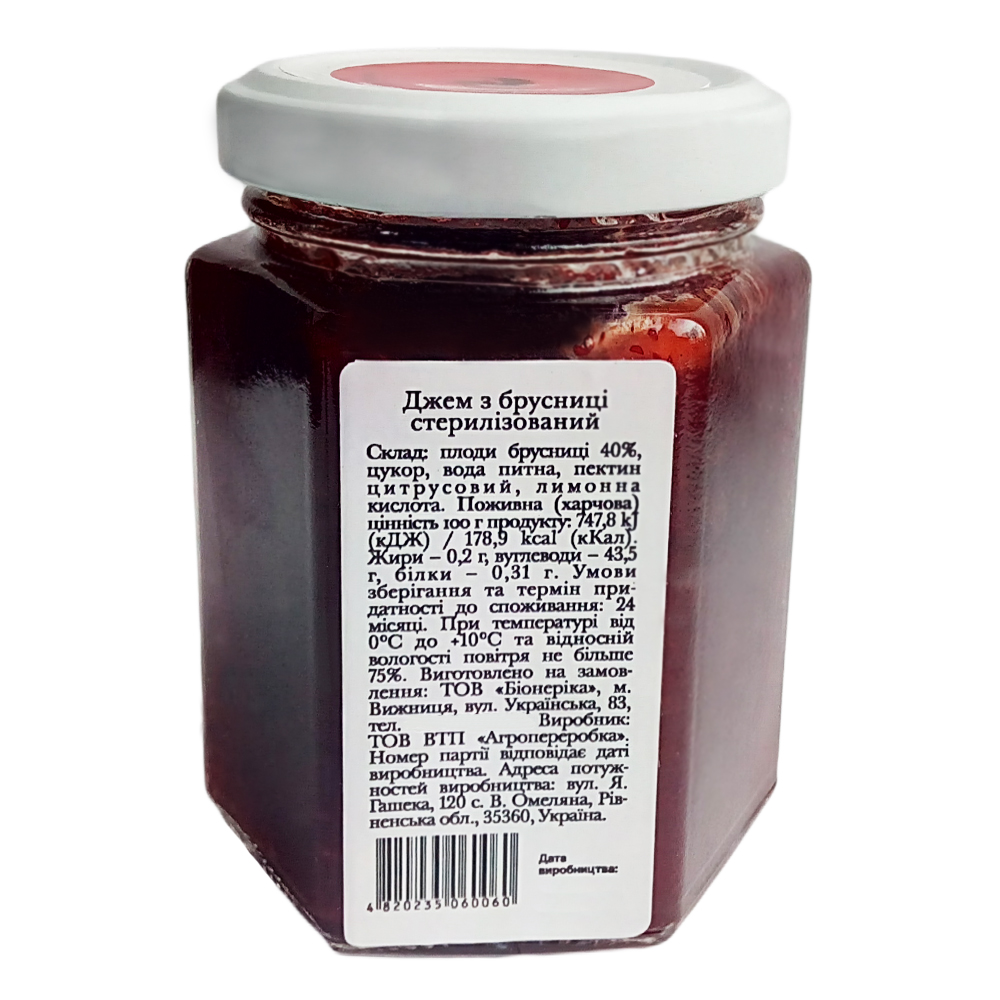 Джем з брусниці
стерилізований
Склад: плоди брусниці 40%,
цукор, вода питна, пектин
цитрусовий, лимонна
кислота. Поживна (харчова)
цінність 100 г продукту: 747,8 kJ
(кДЖ) / 178,9 kcal (кКал).
Жири – 0,2 г, вуглеводи – 43,5
г, білки – 0,31 г. Умови
зберігання та термін при-
датності до споживання: 24
місяці. При температурі від
0°C до +10°C та відносній
вологості повітря не більше
75%. Виготовлено на замов-
лення: ТОВ «Біонеріка», м.
Вижниця, вул. Українська, 83,
тел. Виробник:
ТОВ ВТП «Агропереробка».
Номер партії відповідає даті
виробництва. Адреса потуж-
ностей виробництва: вул. Я.
Гашека, 120 с. В. Омеляна, Рів-
ненська обл., 35360, Україна.
Дата
виробництва:
4 820235 060060